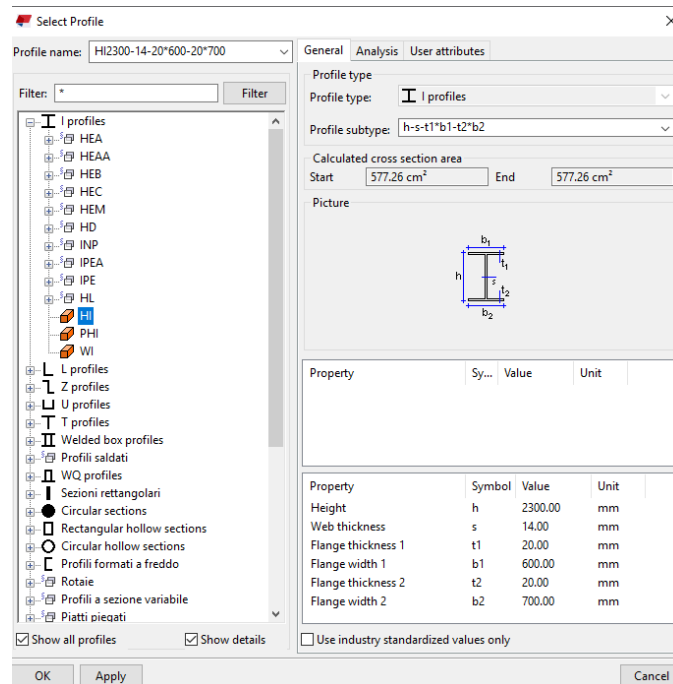 Select Profile
Profile name: HI2300-14-20*600-20*700
Filter: * Filter
I profiles
HEA
HEAA
HEB
HEC
HEM
HD
INP
IPEA
IPE
HL
HI
PHI
WI
L profiles
Z profiles
U profiles
T profiles
Welded box profiles
Profili saldati
WQ profiles
Sezioni rettangolari
Circular sections
Rectangular hollow sections
Circular hollow sections
Profili formati a freddo
Rotaie
Profili a sezione variabile
Piatti piegati
Show all profiles Show details
General Analysis User attributes
Profile type
Profile type: I profiles
Profile subtype: h-s-t1*b1-t2*b2
Calculated cross section area
Start 577.26 cm² End 577.26 cm²
Picture
b1
t1
h s
t2
b2
Property Sy... Value Unit
Property Symbol Value Unit
Height h 2300.00 mm
Web thickness s 14.00 mm
Flange thickness 1 t1 20.00 mm
Flange width 1 b1 600.00 mm
Flange thickness 2 t2 20.00 mm
Flange width 2 b2 700.00 mm
Use industry standardized values only
OK Apply Cancel